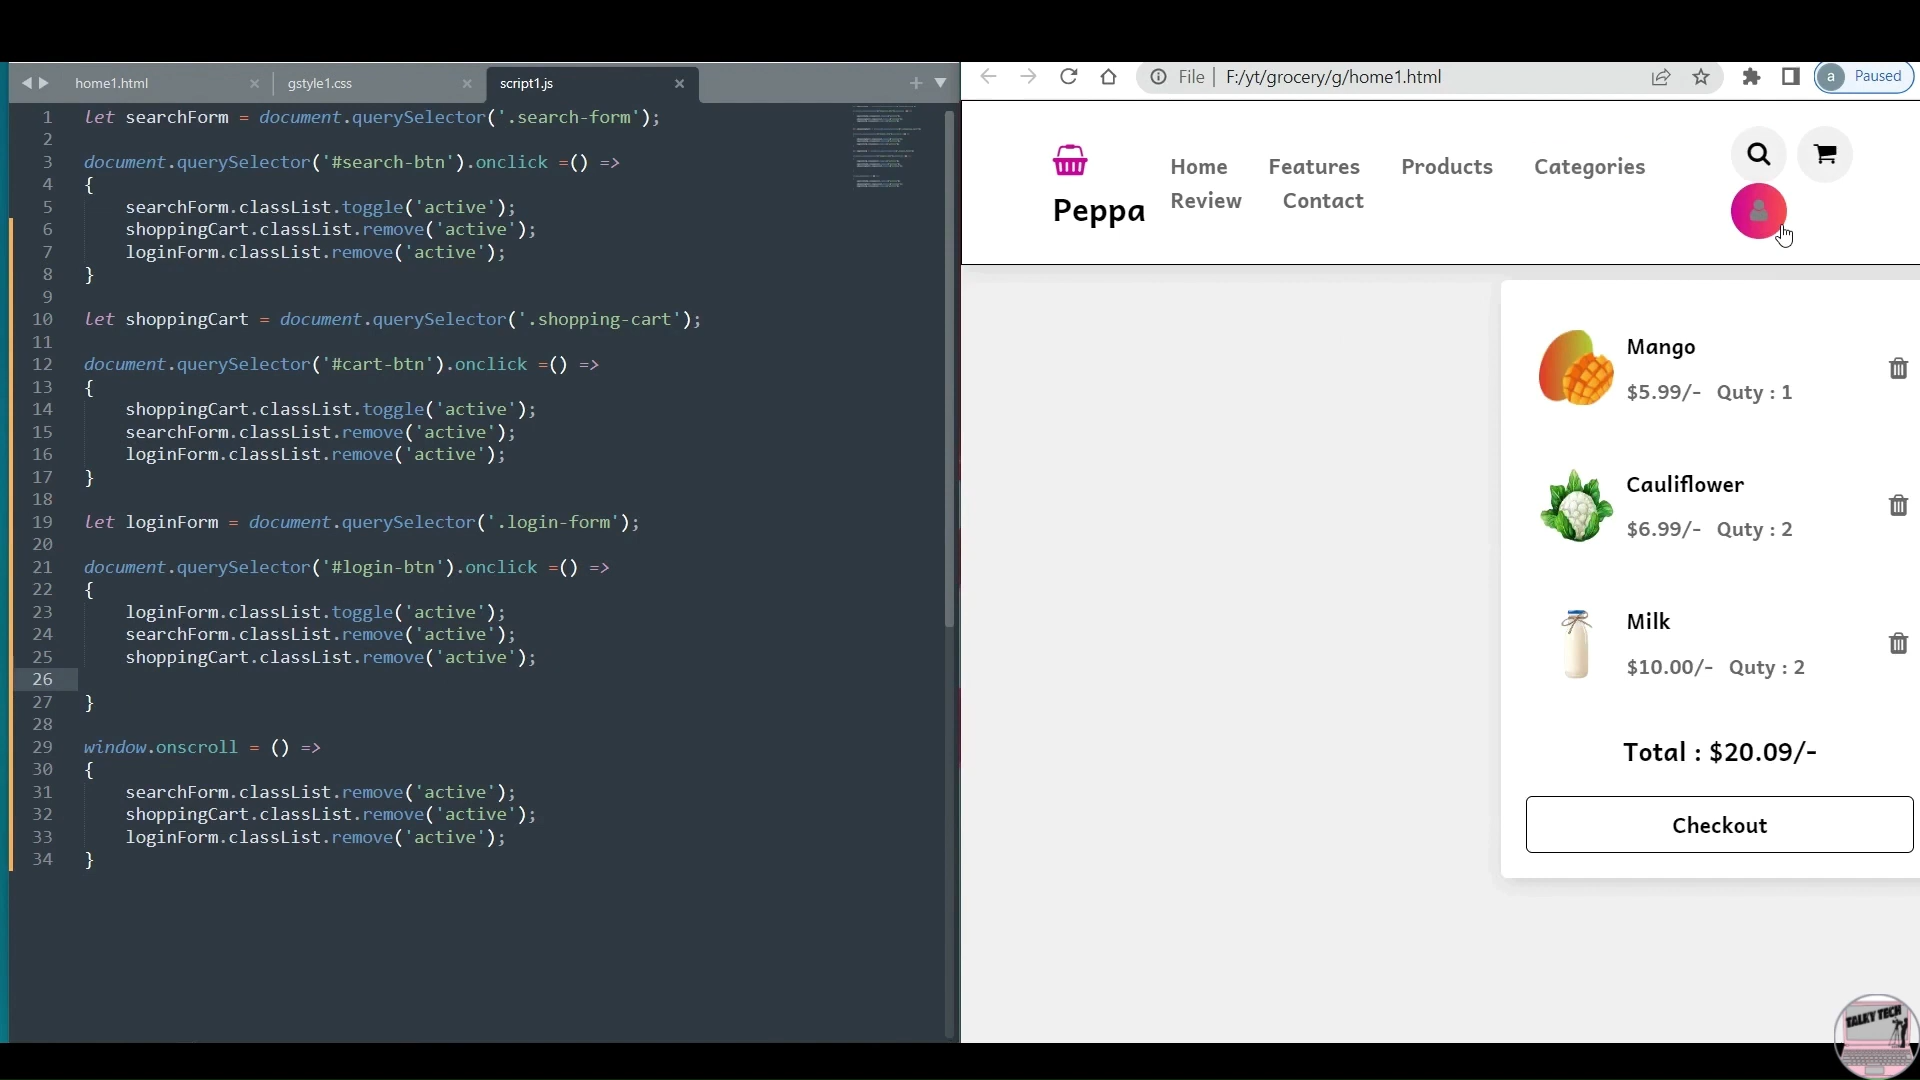 home1.html
gstyle1.css
script1.js
1 let searchForm = document.querySelector('.search-form');
2
3 document.querySelector('#search-btn').onclick =() =>
4 {
5 searchForm.classList.toggle('active');
6 shoppingCart.classList.remove('active');
7 loginForm.classList.remove('active');
8 }
9
10 let shoppingCart = document.querySelector('.shopping-cart');
11
12 document.querySelector('#cart-btn').onclick =() =>
13 {
14 shoppingCart.classList.toggle('active');
15 searchForm.classList.remove('active');
16 loginForm.classList.remove('active');
17 }
18
19 let loginForm = document.querySelector('.login-form');
20
21 document.querySelector('#login-btn').onclick =() =>
22 {
23 loginForm.classList.toggle('active');
24 searchForm.classList.remove('active');
25 shoppingCart.classList.remove('active');
26
27 }
28
29 window.onscroll = () =>
30 {
31 searchForm.classList.remove('active');
32 shoppingCart.classList.remove('active');
33 loginForm.classList.remove('active');
34 }
File | F:/yt/grocery/g/home1.html
a Paused
Peppa
Home Features Products Categories
Review Contact
Mango
$5.99/- Quty : 1
Cauliflower
$6.99/- Quty : 2
Milk
$10.00/- Quty : 2
Total : $20.09/-
Checkout
TALKY TECH